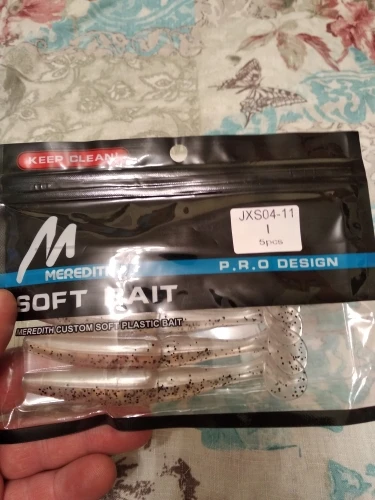 KEEP CLEAN!
JXS04-11
I
5pcs
M
MEREDITH
P.R.O DESIGN
SOFT BAIT
MEREDITH CUSTOM SOFT PLASTIC BAIT